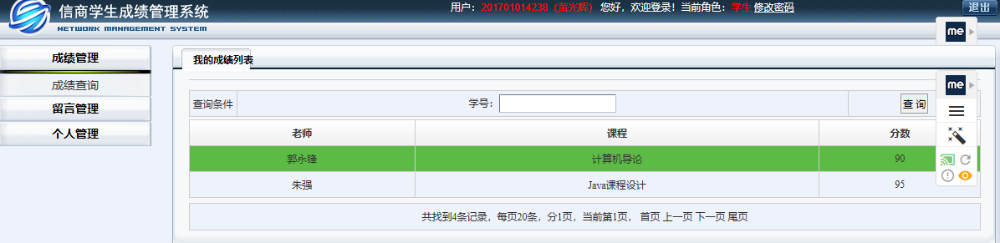 信商学生成绩管理系统
NETWORK MANAGEMENT SYSTEM
用户：201701014238（黄光辉） 您好，欢迎登录！当前角色：学生 修改密码
退出
me
成绩管理
成绩查询
留言管理
个人管理
我的成绩列表
me
查询条件 学号： 查 询
老师 课程 分数
郭永锋 计算机导论 90
朱强 Java课程设计 95
共找到4条记录，每页20条，分1页，当前第1页， 首页 上一页 下一页 尾页